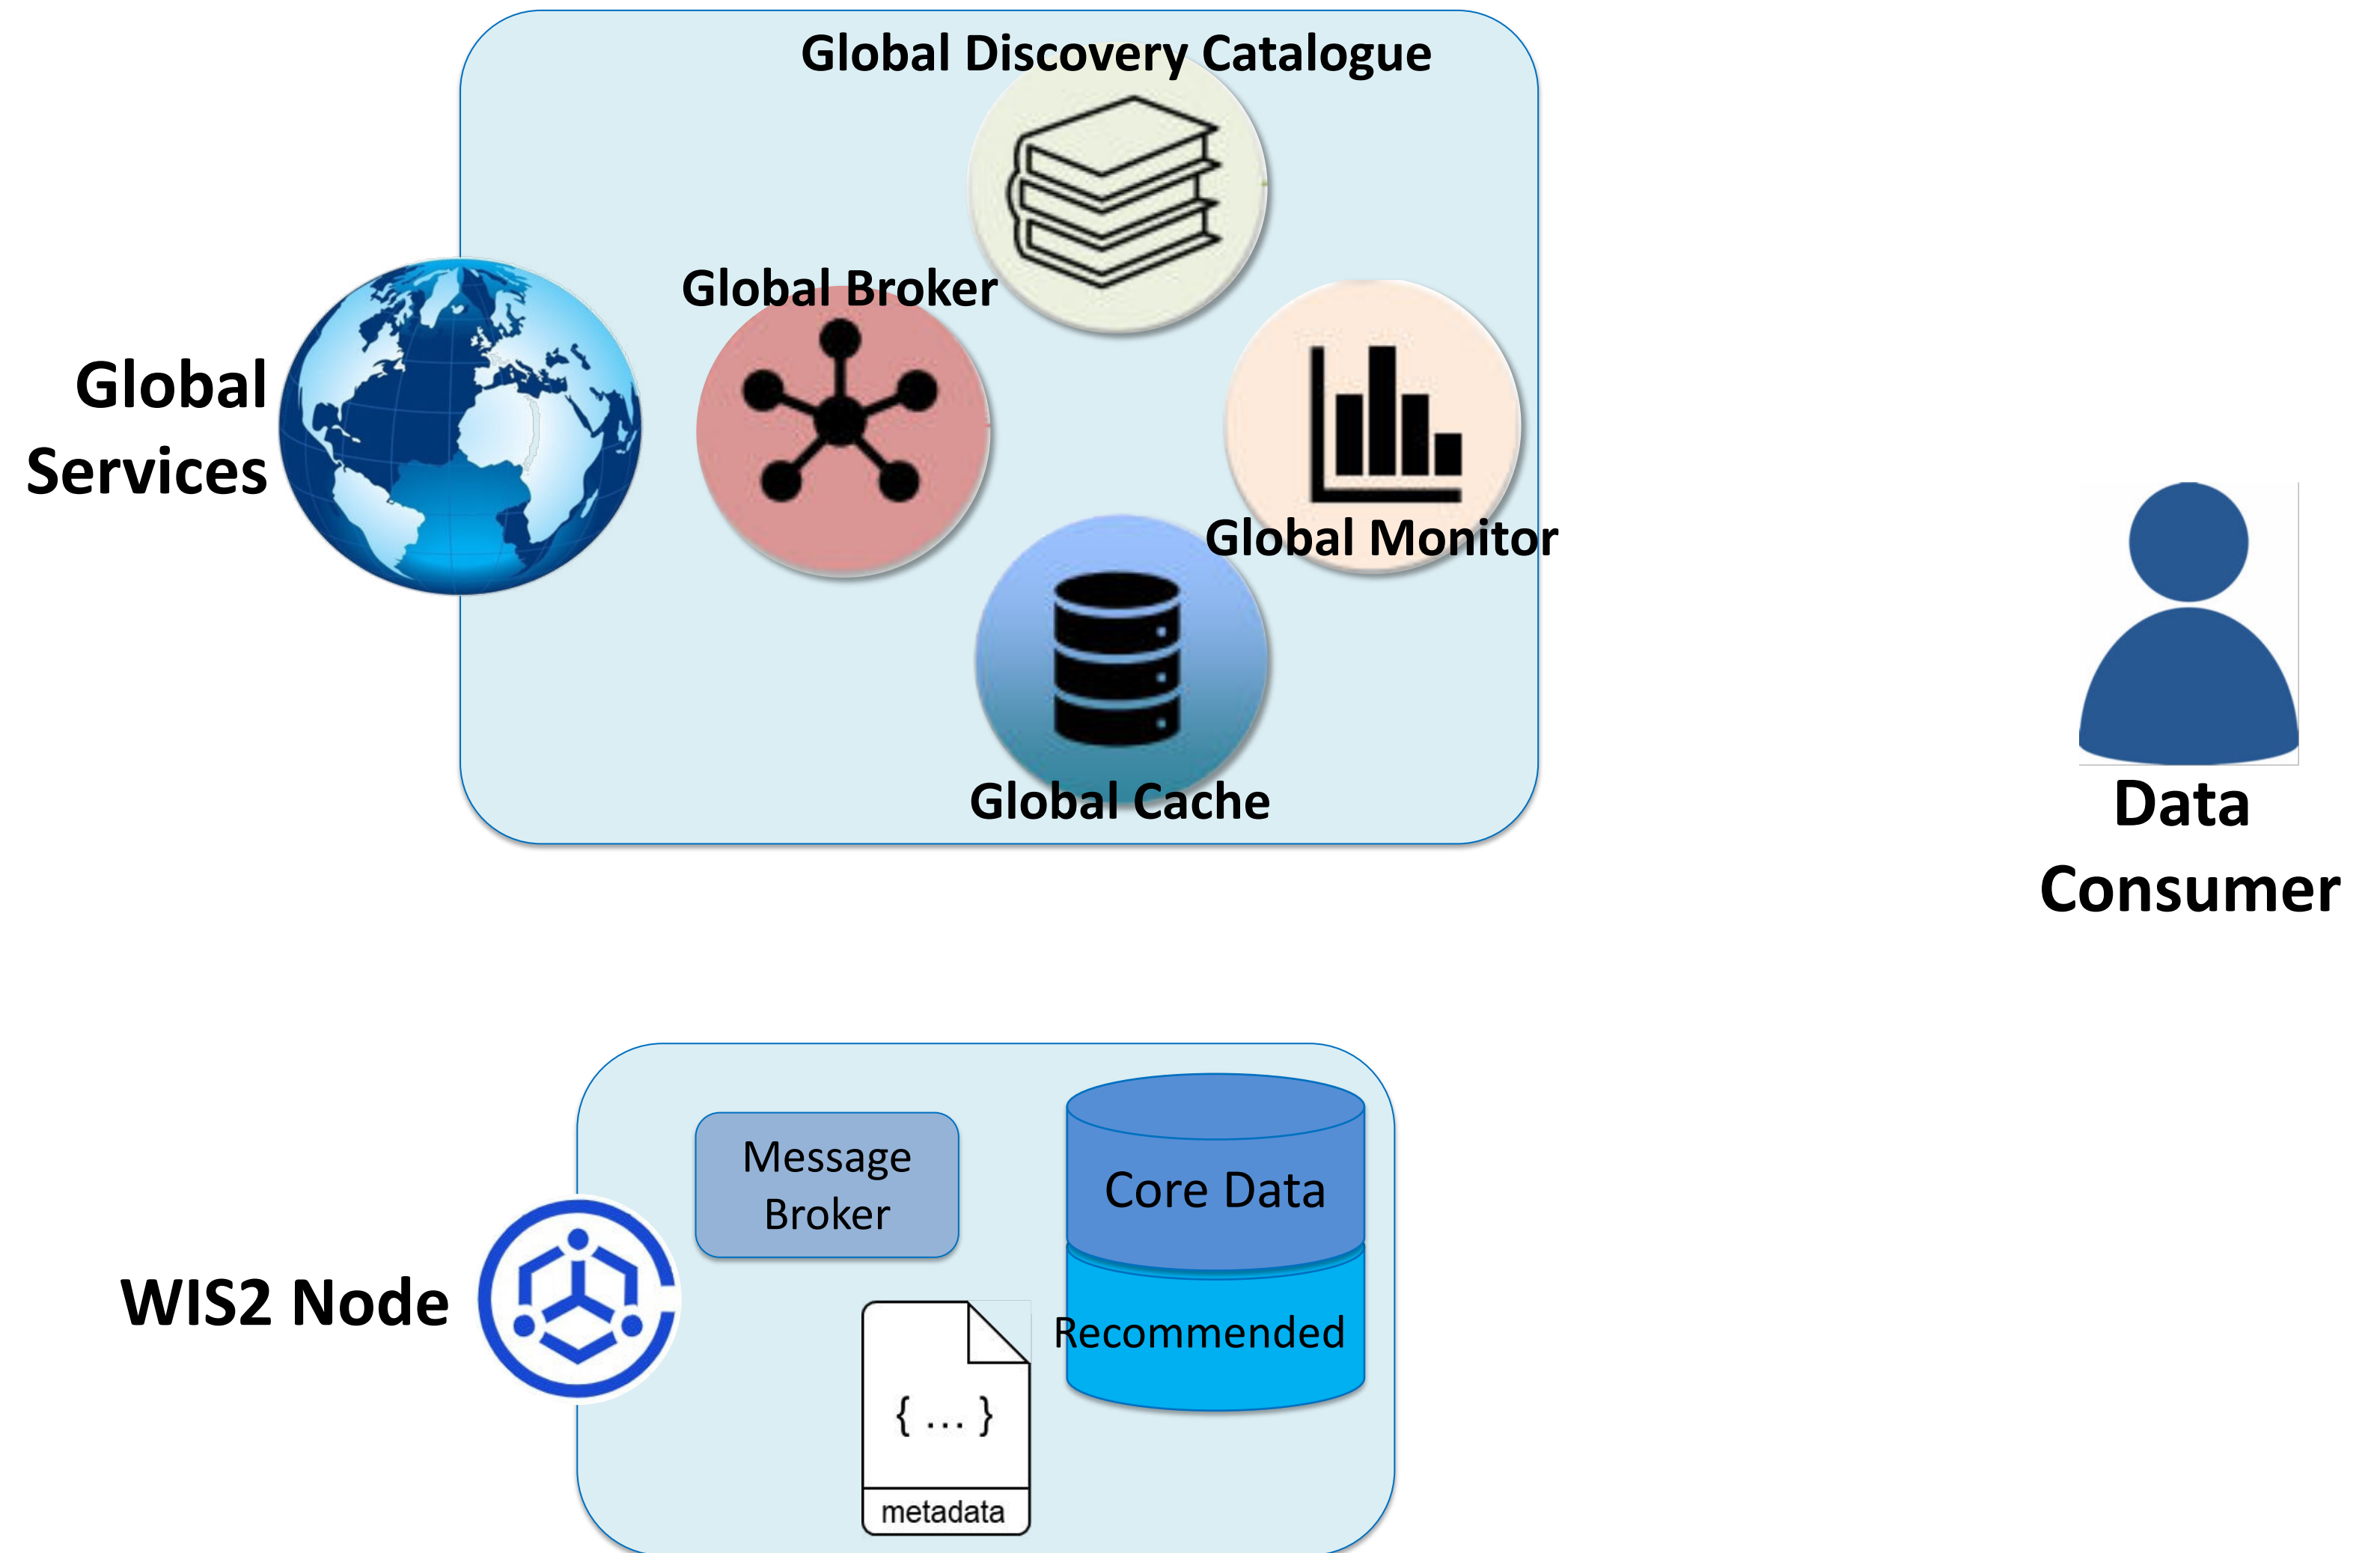 Global Discovery Catalogue
Global Broker
Global
Services
Global Monitor
Global Cache
Data
Consumer
Message
Broker
Core Data
WIS2 Node
Recommended
{ ... }
metadata